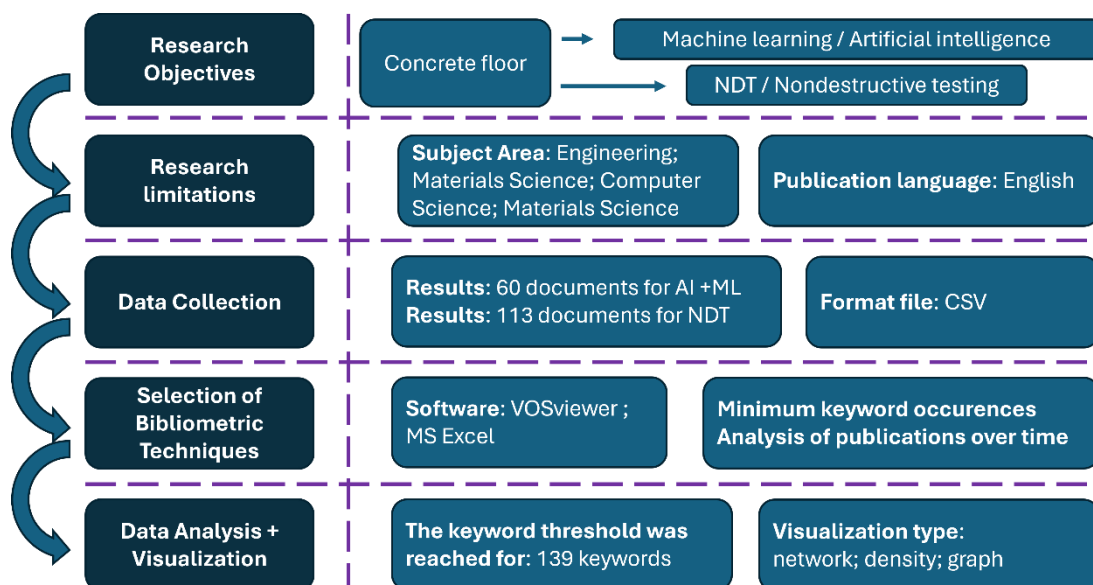 Research
Objectives
Concrete floor
Machine learning / Artificial intelligence
NDT / Nondestructive testing
Research
limitations
Subject Area: Engineering;
Materials Science; Computer
Science; Materials Science
Publication language: English
Data Collection
Results: 60 documents for AI +ML
Results: 113 documents for NDT
Format file: CSV
Selection of
Bibliometric
Techniques
Software: VOSviewer ;
MS Excel
Minimum keyword occurences
Analysis of publications over time
Data Analysis +
Visualization
The keyword threshold was
reached for: 139 keywords
Visualization type:
network; density; graph